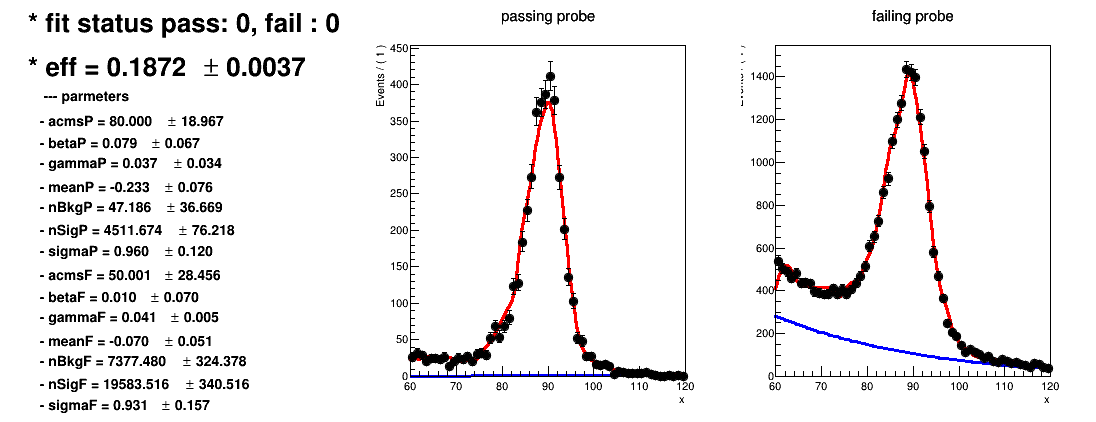 * fit status pass: 0, fail : 0
* eff = 0.1872 ± 0.0037
--- parmeters
- acmsP = 80.000 ± 18.967
- betaP = 0.079 ± 0.067
- gammaP = 0.037 ± 0.034
- meanP = -0.233 ± 0.076
- nBkgP = 47.186 ± 36.669
- nSigP = 4511.674 ± 76.218
- sigmaP = 0.960 ± 0.120
- acmsF = 50.001 ± 28.456
- betaF = 0.010 ± 0.070
- gammaF = 0.041 ± 0.005
- meanF = -0.070 ± 0.051
- nBkgF = 7377.480 ± 324.378
- nSigF = 19583.516 ± 340.516
- sigmaF = 0.931 ± 0.157
passing probe
Events / ( 1 )
450
400
350
300
250
200
150
100
50
0
60 70 80 90 100 110 120
x
failing probe
Events / ( 1 )
1400
1200
1000
800
600
400
200
0
60 70 80 90 100 110 120
x